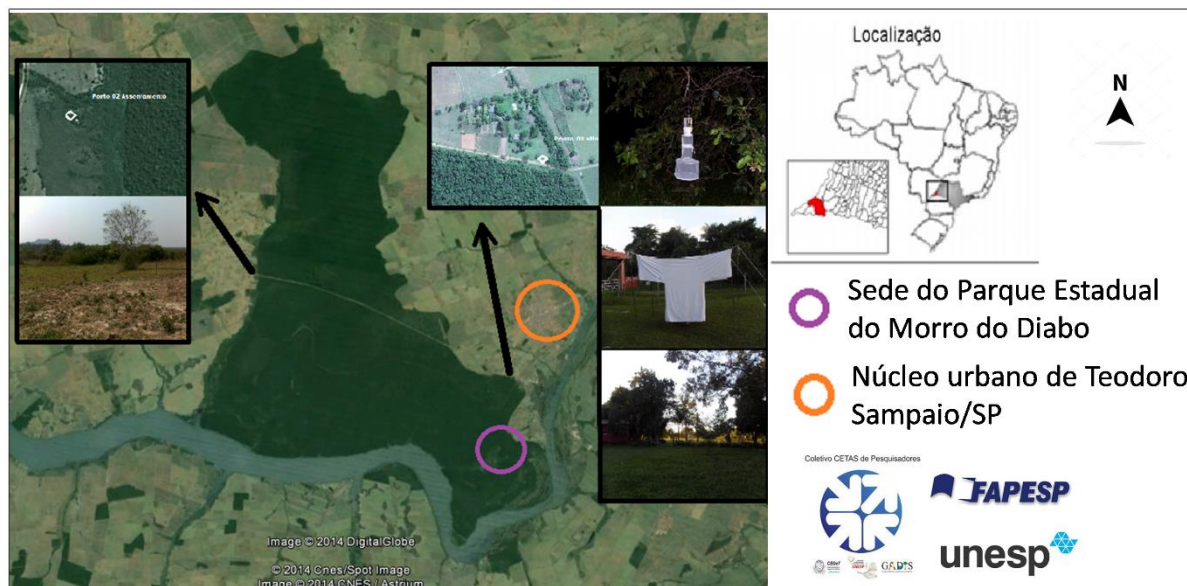 Ponto 02 Assentamento
Localização
N
Sede do Parque Estadual
do Morro do Diabo
Núcleo urbano de Teodoro
Sampaio/SP
Coletivo CETAS de Pesquisadores
FAPESP
unesp
GADIS
Image © 2014 DigitalGlobe
© 2014 Cnes/Spot Image
Image © 2014 CNES / Astrium